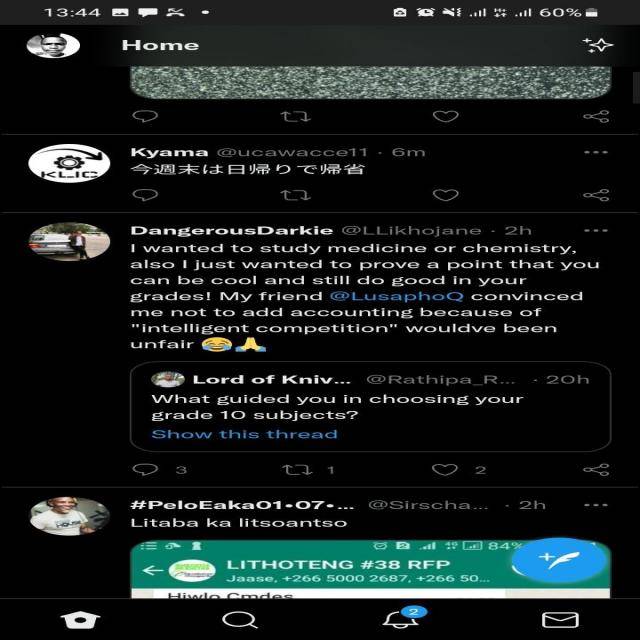 13:44 60%
Home
Kyama @ucawacce11 · 6m
KLIC
今週末は日帰りで帰省
DangerousDarkie @LLikhojane · 2h
I wanted to study medicine or chemistry,
also I just wanted to prove a point that you
can be cool and still do good in your
grades! My friend @LusaphoQ convinced
me not to add accounting because of
"intelligent competition" wouldve been
unfair 😂🙏
Lord of Kniv... @Rathipa_R... · 20h
What guided you in choosing your
grade 10 subjects?
Show this thread
3 1 2
#PeloEaka01•07•... @Sirscha... · 2h
Litaba ka litsoantso
84%
LITHOTENG #38 RFP
Jaase, +266 5000 2687, +266 50...
Hiwlo Cmdes
2